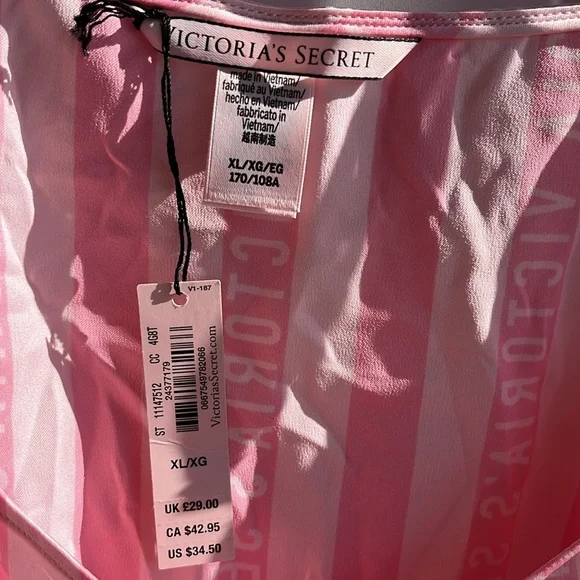 VICTORIA'S SECRET
made in Vietnam/
fabriqué au Vietnam/
hecho en Vietnam/
fabbricato in
Vietnam/
越南制造
XL/XG/EG
170/108A
V1-187
ST 11147512 CC 4G8T
24377179
0667549782066
VictoriasSecret.com
XL/XG
UK £29.00
CA $42.95
US $34.50
CTORIA'S SE
VICTORIA'S S